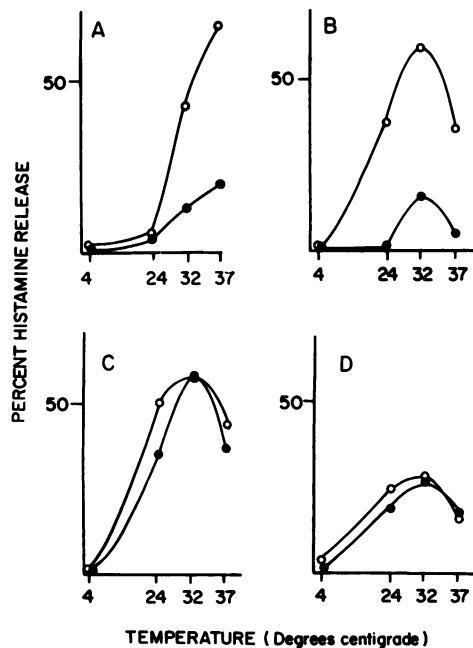 A
50
4 24 32 37
B
50
4 24 32 37
PERCENT HISTAMINE RELEASE
C
50
4 24 32 37
D
50
4 24 32 37
TEMPERATURE (Degrees centigrade)